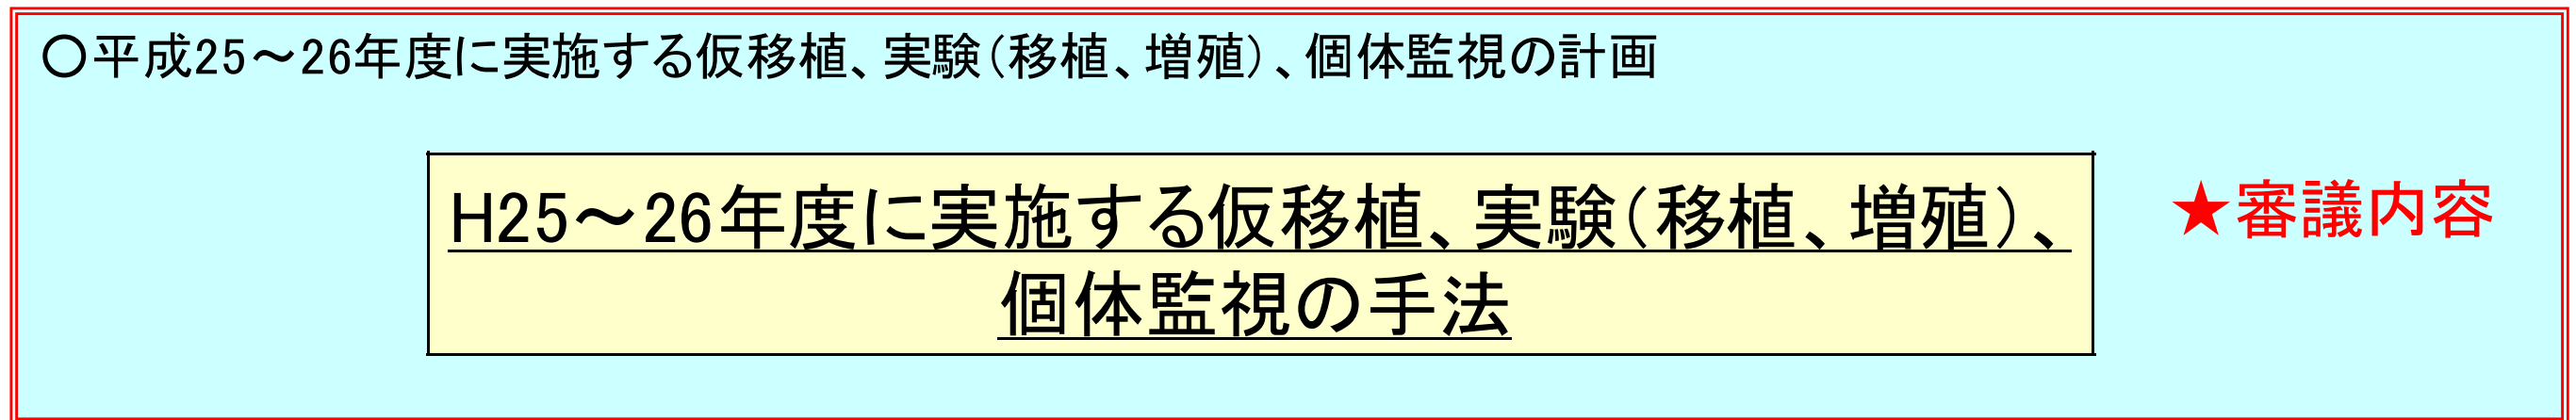 ○平成25～26年度に実施する仮移植、実験（移植、増殖）、個体監視の計画
H25～26年度に実施する仮移植、実験（移植、増殖）、
個体監視の手法
★審議内容